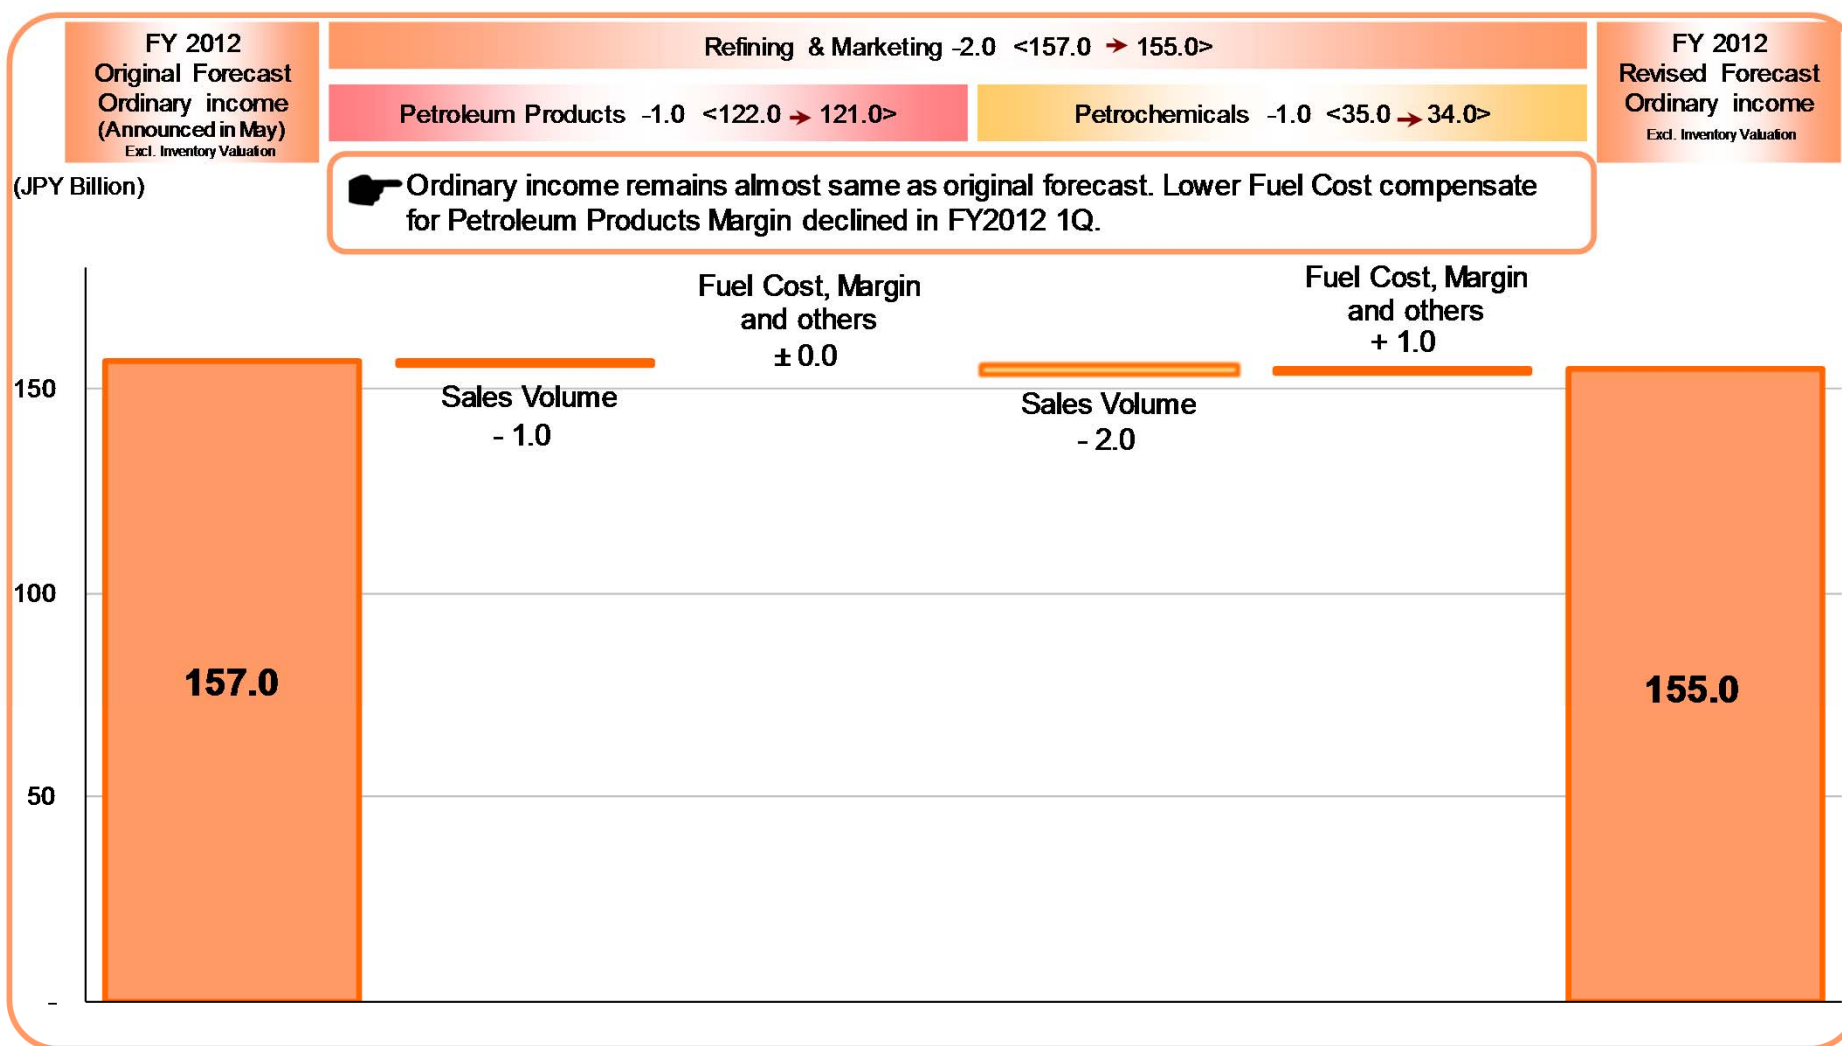 FY 2012
Original Forecast
Ordinary income
(Announced in May)
Excl. Inventory Valuation
Refining & Marketing -2.0 <157.0 → 155.0>
Petroleum Products -1.0 <122.0 → 121.0>
Petrochemicals -1.0 <35.0 → 34.0>
FY 2012
Revised Forecast
Ordinary income
Excl. Inventory Valuation
(JPY Billion)
Ordinary income remains almost same as original forecast. Lower Fuel Cost compensate
for Petroleum Products Margin declined in FY2012 1Q.
Fuel Cost, Margin
and others
± 0.0
Fuel Cost, Margin
and others
+ 1.0
Sales Volume
- 1.0
Sales Volume
- 2.0
150
100
50
-
157.0
155.0